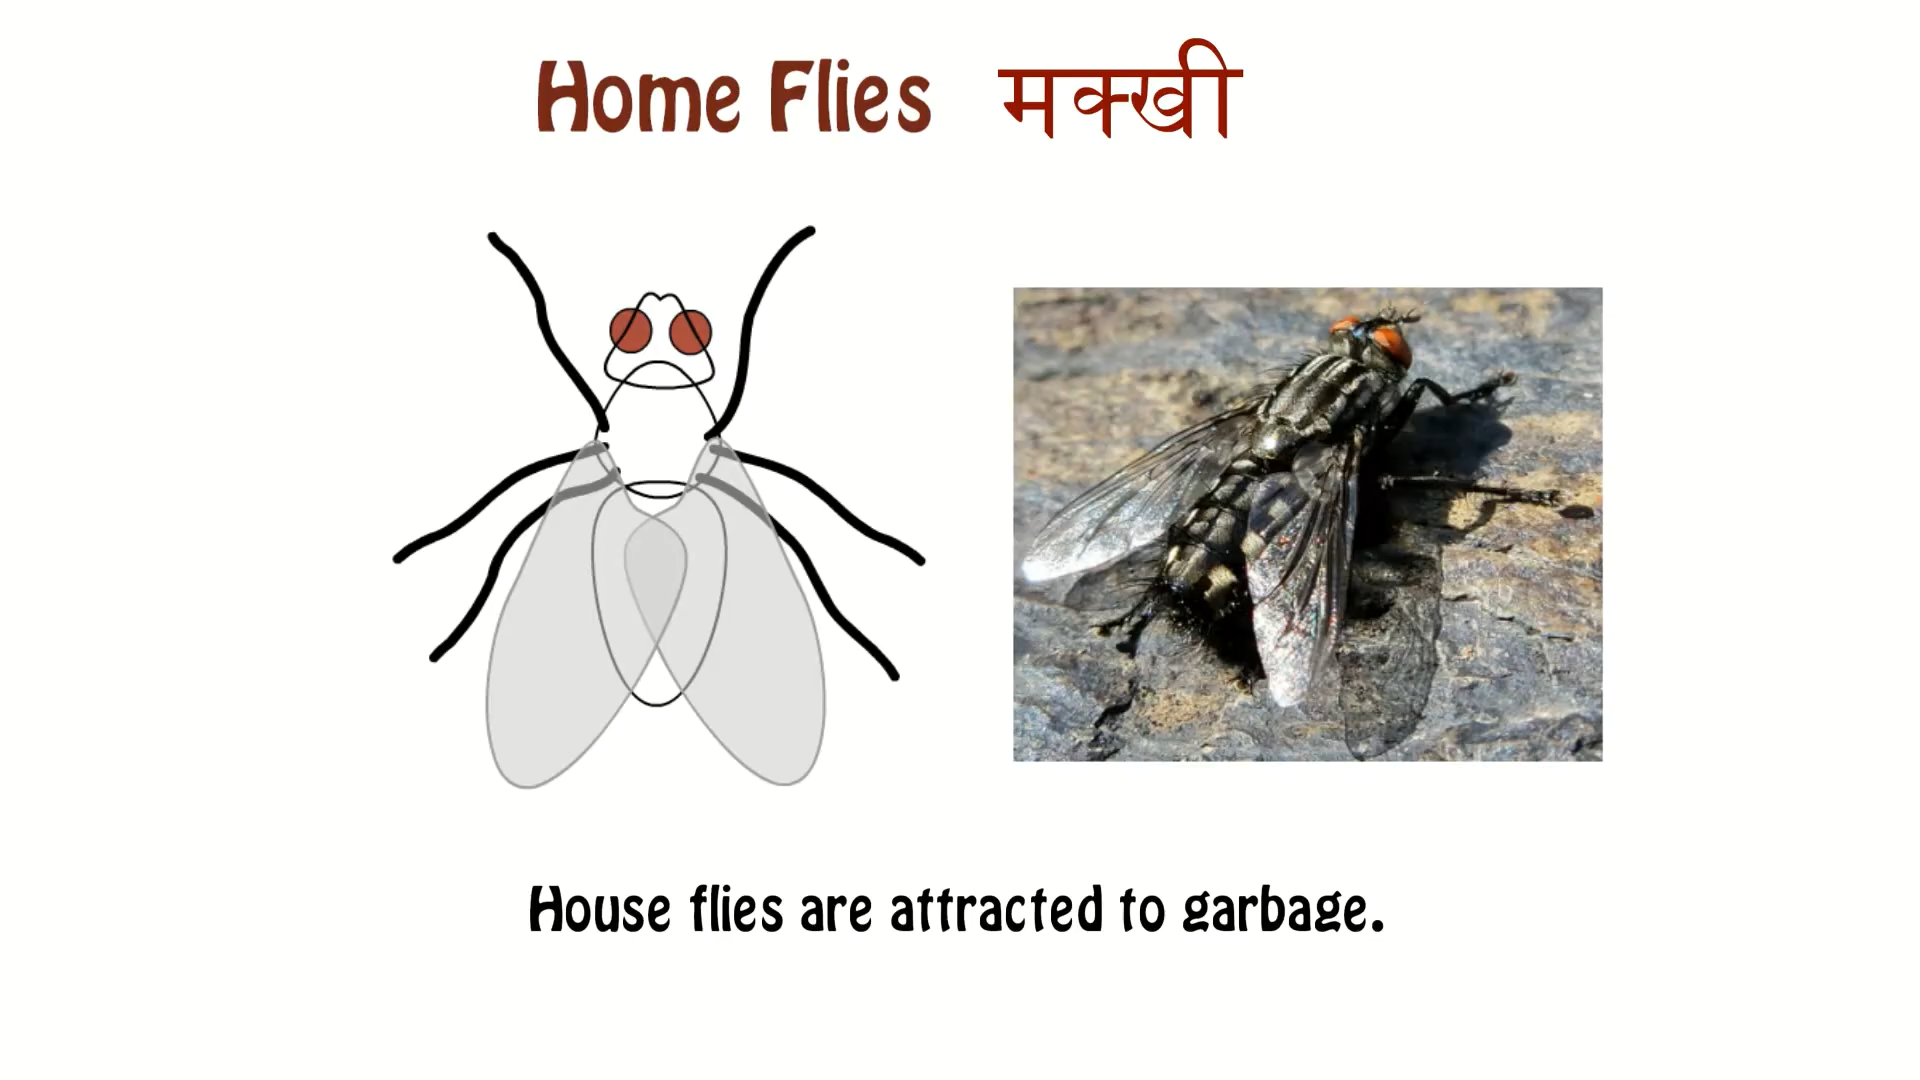 Home Flies मक्खी
House flies are attracted to garbage.